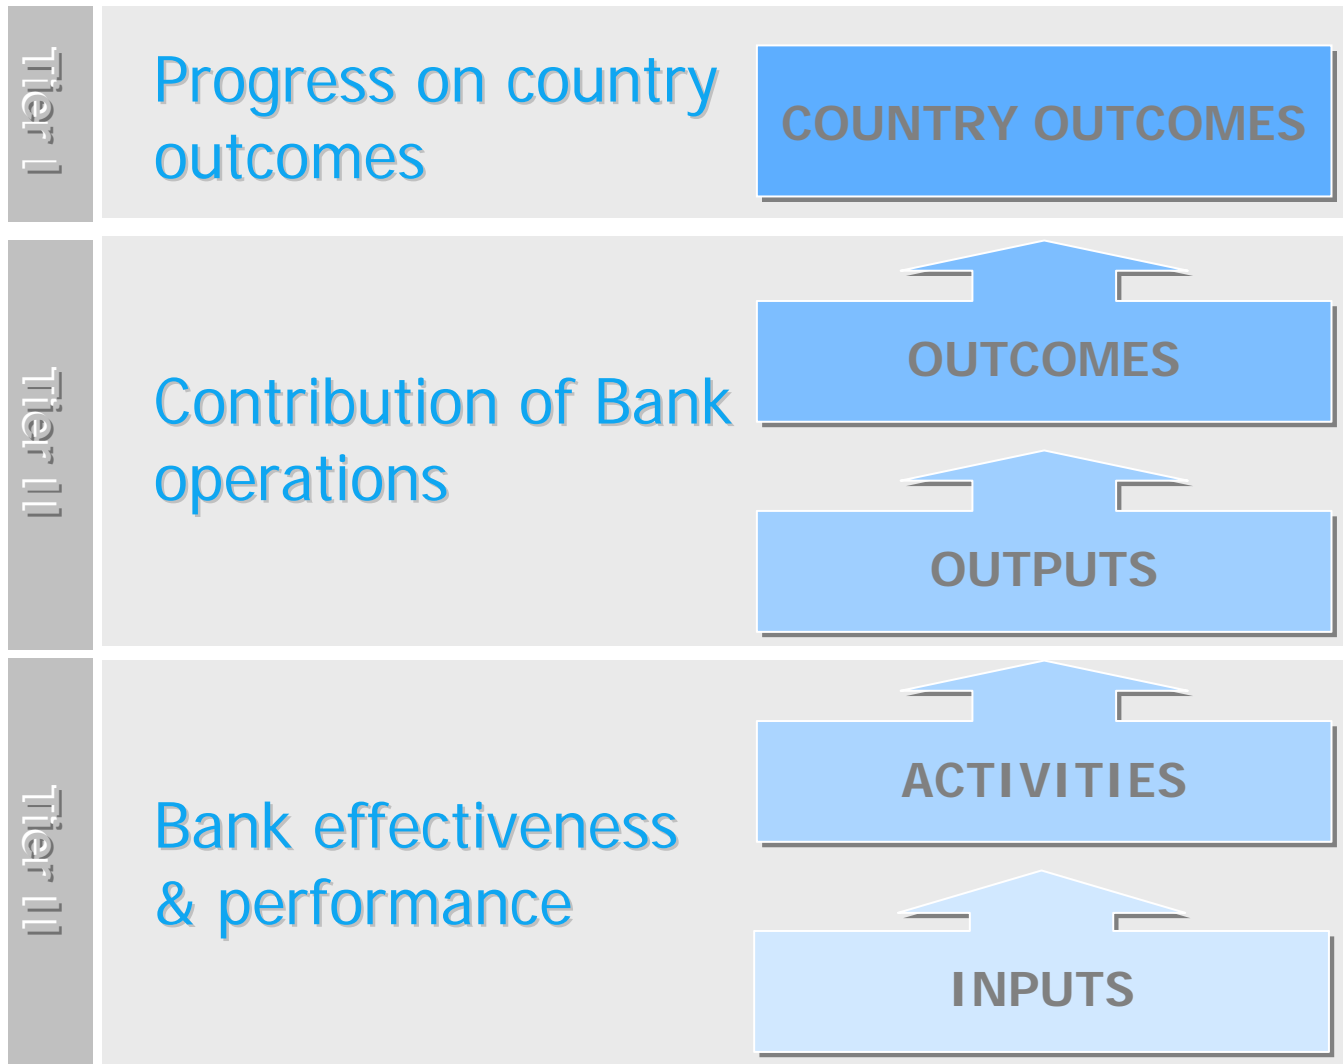 Tier I
Progress on country
outcomes
COUNTRY OUTCOMES
Tier II
Contribution of Bank
operations
OUTCOMES
OUTPUTS
Tier II
Bank effectiveness
& performance
ACTIVITIES
INPUTS